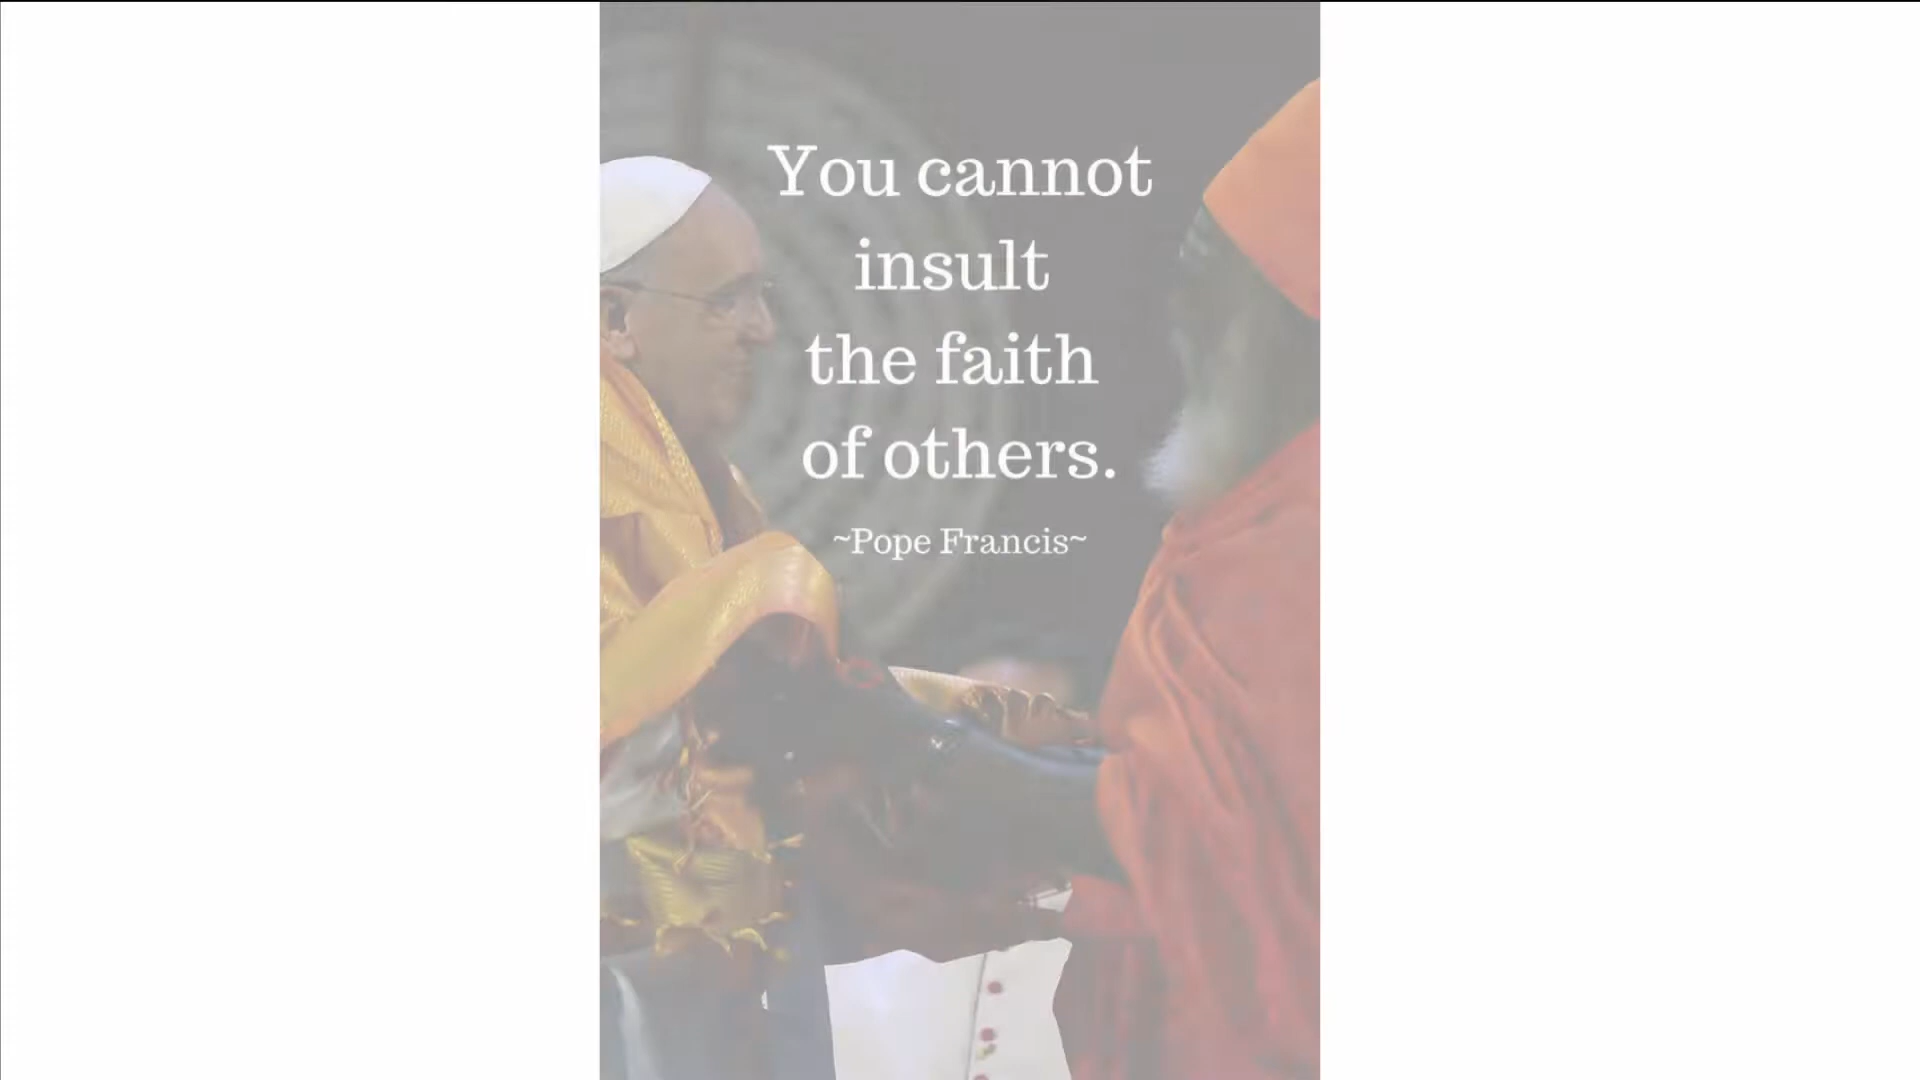 You cannot
insult
the faith
of others.
~Pope Francis~